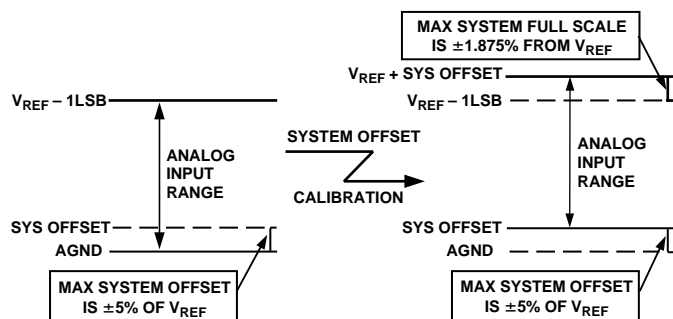 MAX SYSTEM FULL SCALE
IS ±1.875% FROM VREF
VREF + SYS OFFSET
VREF – 1LSB
VREF – 1LSB
SYSTEM OFFSET
CALIBRATION
ANALOG
INPUT
RANGE
ANALOG
INPUT
RANGE
SYS OFFSET
AGND
SYS OFFSET
AGND
MAX SYSTEM OFFSET
IS ±5% OF VREF
MAX SYSTEM OFFSET
IS ±5% OF VREF